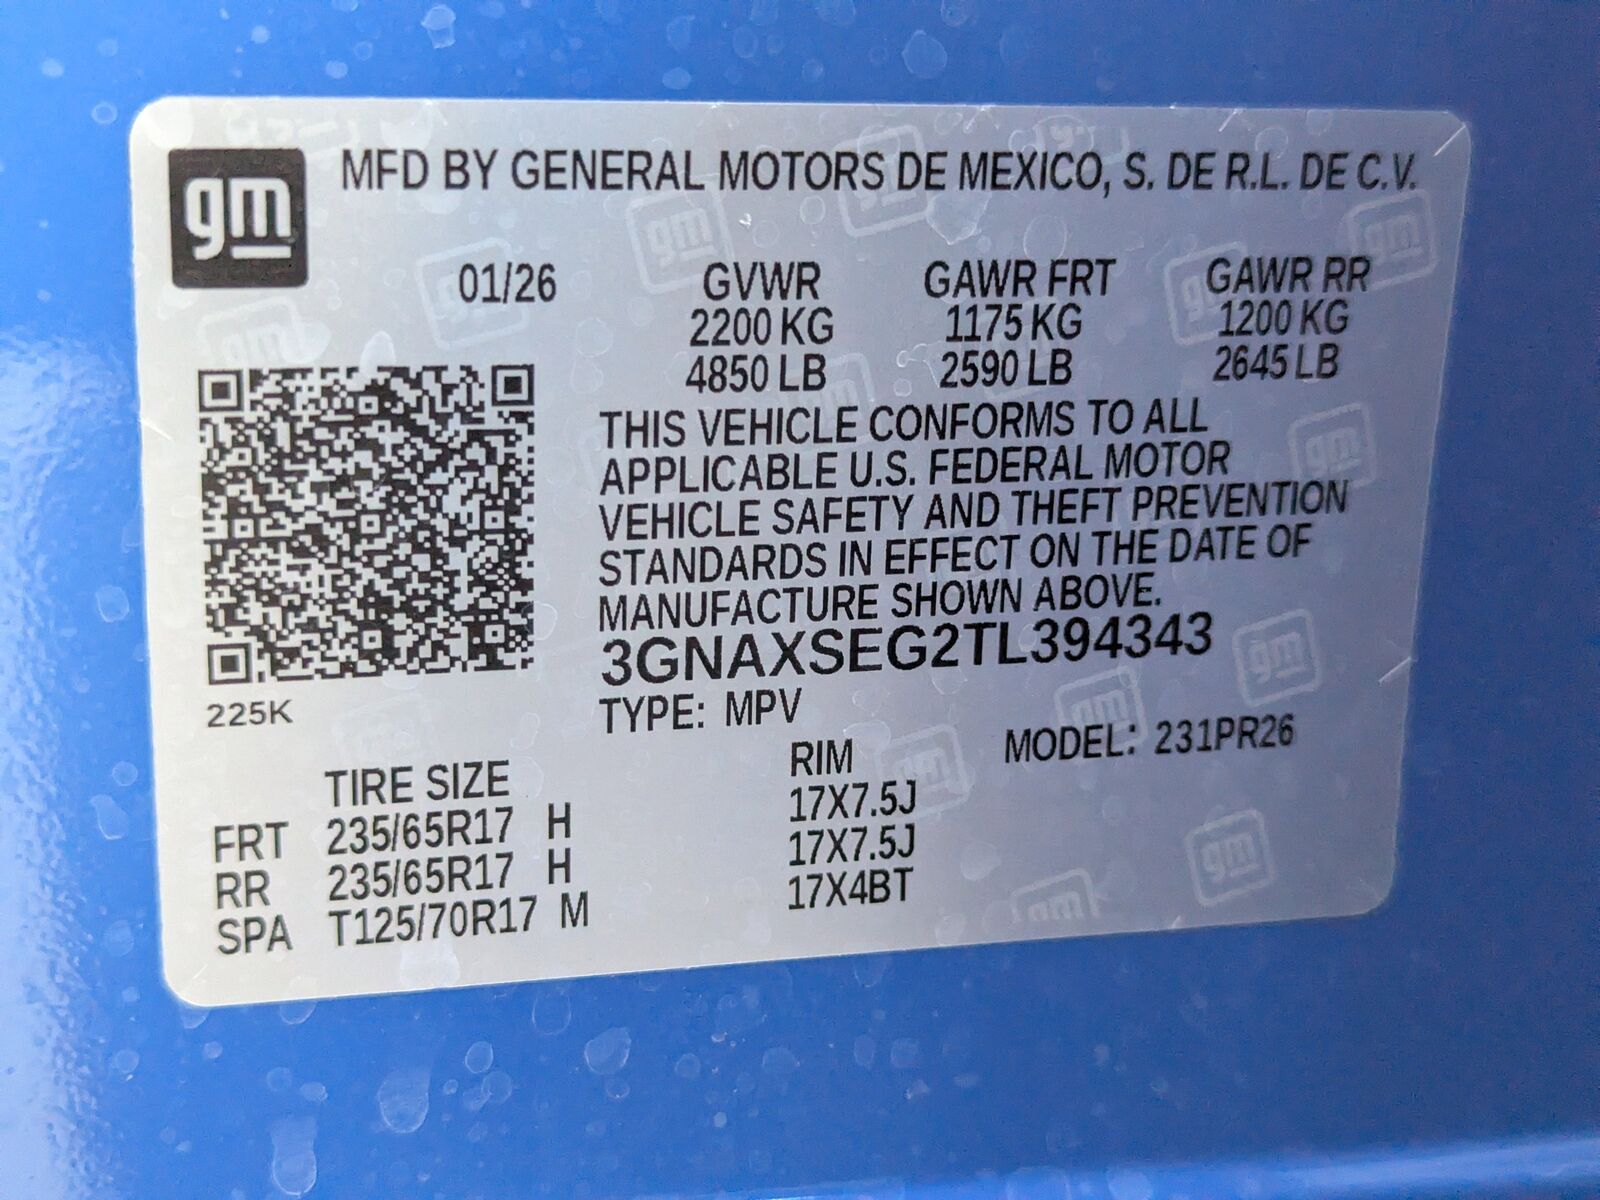 gm MFD BY GENERAL MOTORS DE MEXICO, S. DE R.L. DE C.V.
01/26 GVWR GAWR FRT GAWR RR
2200 KG 1175 KG 1200 KG
4850 LB 2590 LB 2645 LB
THIS VEHICLE CONFORMS TO ALL
APPLICABLE U.S. FEDERAL MOTOR
VEHICLE SAFETY AND THEFT PREVENTION
STANDARDS IN EFFECT ON THE DATE OF
MANUFACTURE SHOWN ABOVE.
3GNAXSEG2TL394343
225K
TYPE: MPV
MODEL: 231PR26
TIRE SIZE RIM
FRT 235/65R17 H 17X7.5J
RR 235/65R17 H 17X7.5J
SPA T125/70R17 M 17X4BT